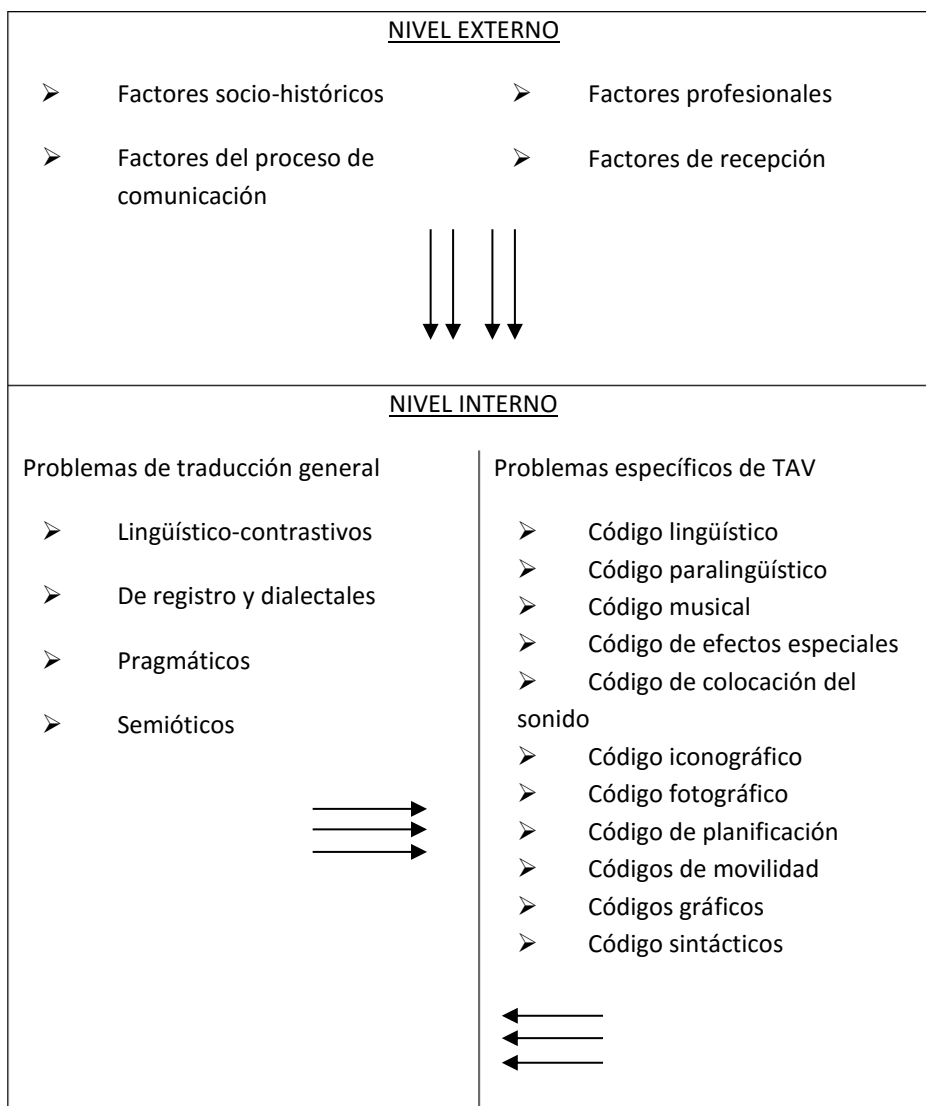 NIVEL EXTERNO
➢ Factores socio-históricos
➢ Factores del proceso de
comunicación
➢ Factores profesionales
➢ Factores de recepción
NIVEL INTERNO
Problemas de traducción general
➢ Lingüístico-contrastivos
➢ De registro y dialectales
➢ Pragmáticos
➢ Semióticos
Problemas específicos de TAV
➢ Código lingüístico
➢ Código paralingüístico
➢ Código musical
➢ Código de efectos especiales
➢ Código de colocación del
sonido
➢ Código iconográfico
➢ Código fotográfico
➢ Código de planificación
➢ Códigos de movilidad
➢ Códigos gráficos
➢ Código sintácticos